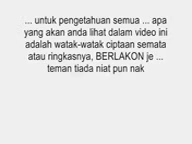 ... untuk pengetahuan semua ... apa
yang akan anda lihat dalam video ini
adalah watak-watak ciptaan semata
atau ringkasnya, BERLAKON je ...
teman tiada niat pun nak